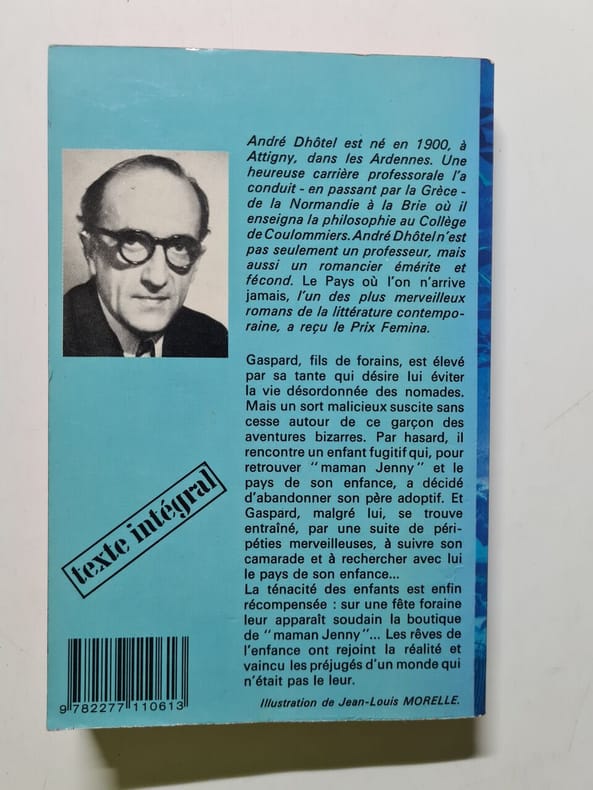 André Dhôtel est né en 1900, à
Attigny, dans les Ardennes. Une
heureuse carrière professorale l'a
conduit - en passant par la Grèce -
de la Normandie à la Brie où il
enseigna la philosophie au Collège
de Coulommiers. André Dhôtel n'est
pas seulement un professeur, mais
aussi un romancier émérite et
fécond. Le Pays où l'on n'arrive
jamais, l'un des plus merveilleux
romans de la littérature contempo-
raine, a reçu le Prix Femina.
Gaspard, fils de forains, est élevé
par sa tante qui désire lui éviter
la vie désordonnée des nomades.
Mais un sort malicieux suscite sans
cesse autour de ce garçon des
aventures bizarres. Par hasard, il
rencontre un enfant fugitif qui, pour
retrouver "maman Jenny" et le
pays de son enfance, a décidé
d'abandonner son père adoptif. Et
Gaspard, malgré lui, se trouve
entraîné, par une suite de péri-
péties merveilleuses, à suivre son
camarade et à rechercher avec lui
le pays de son enfance...
La ténacité des enfants est enfin
récompensée : sur une fête foraine
leur apparaît soudain la boutique
de "maman Jenny"... Les rêves de
l'enfance ont rejoint la réalité et
vaincu les préjugés d'un monde qui
n'était pas le leur.
Illustration de Jean-Louis MORELLE.
texte intégral
9 782277 110613